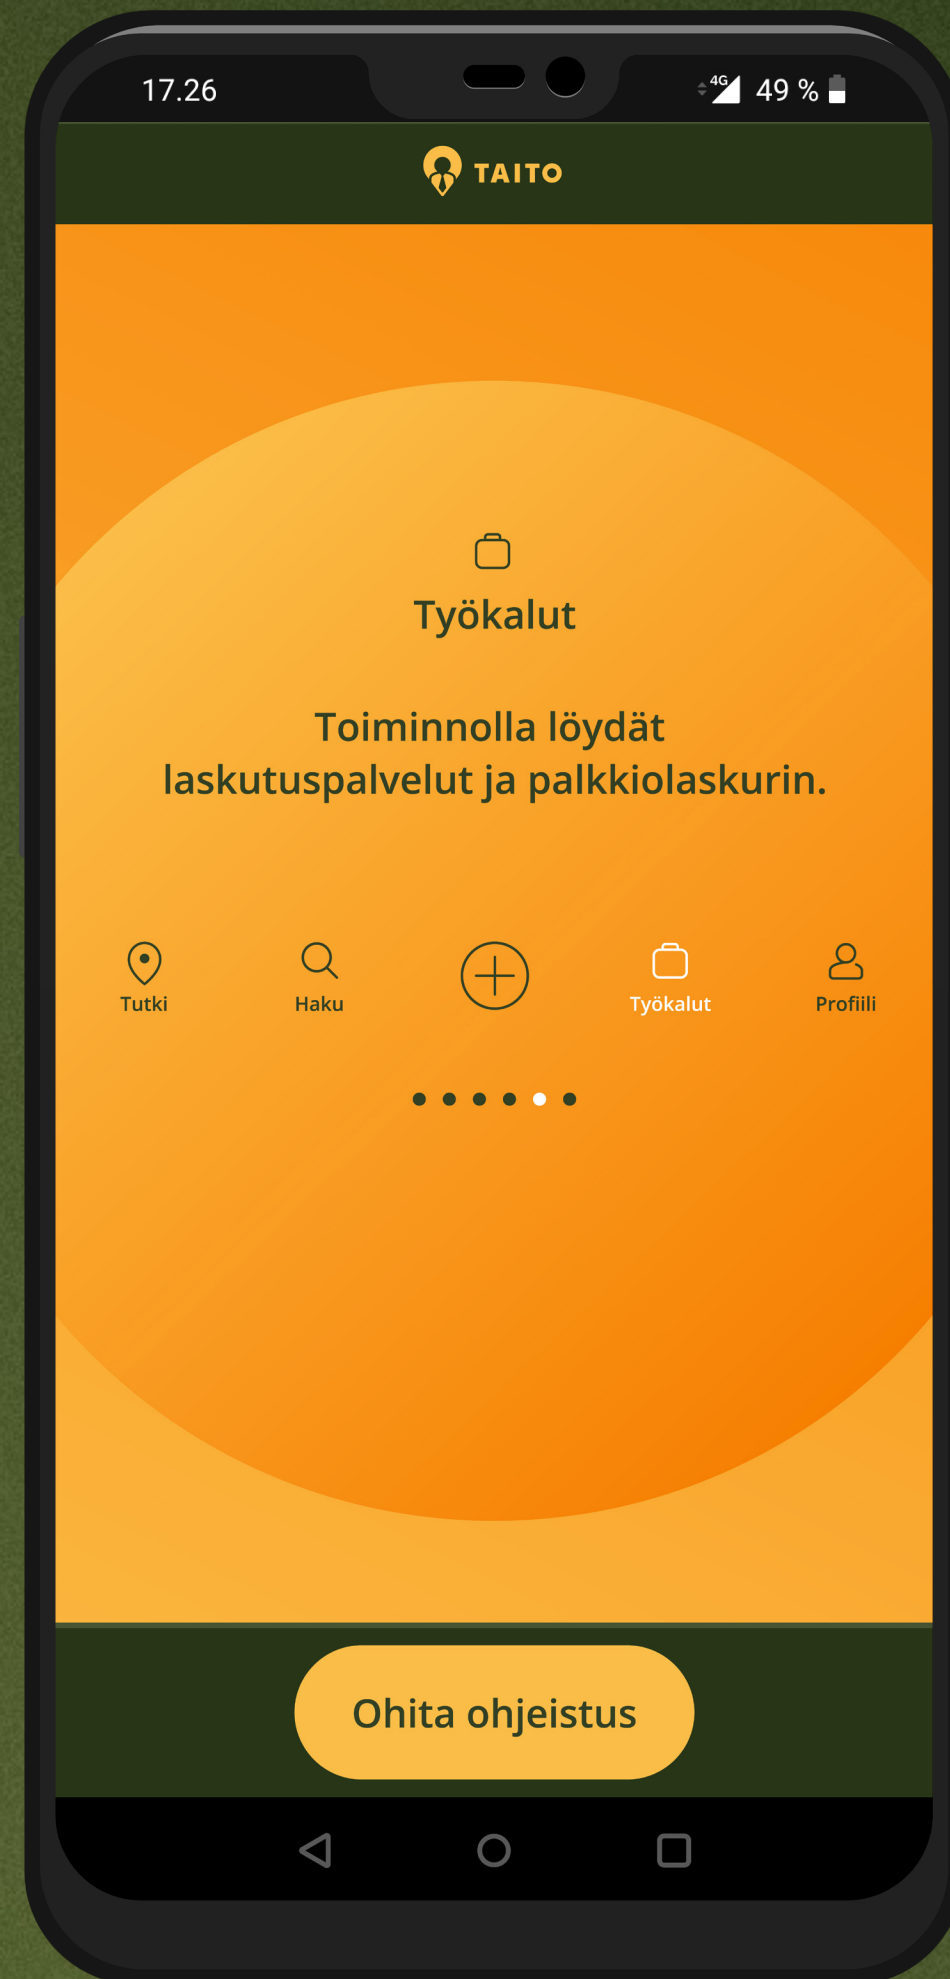 17.26
4G 49 %
TAITO
Työkalut
Toiminnolla löydät
laskutuspalvelut ja palkkiolaskurin.
Tutki
Haku
Työkalut
Profiili
Ohita ohjeistus